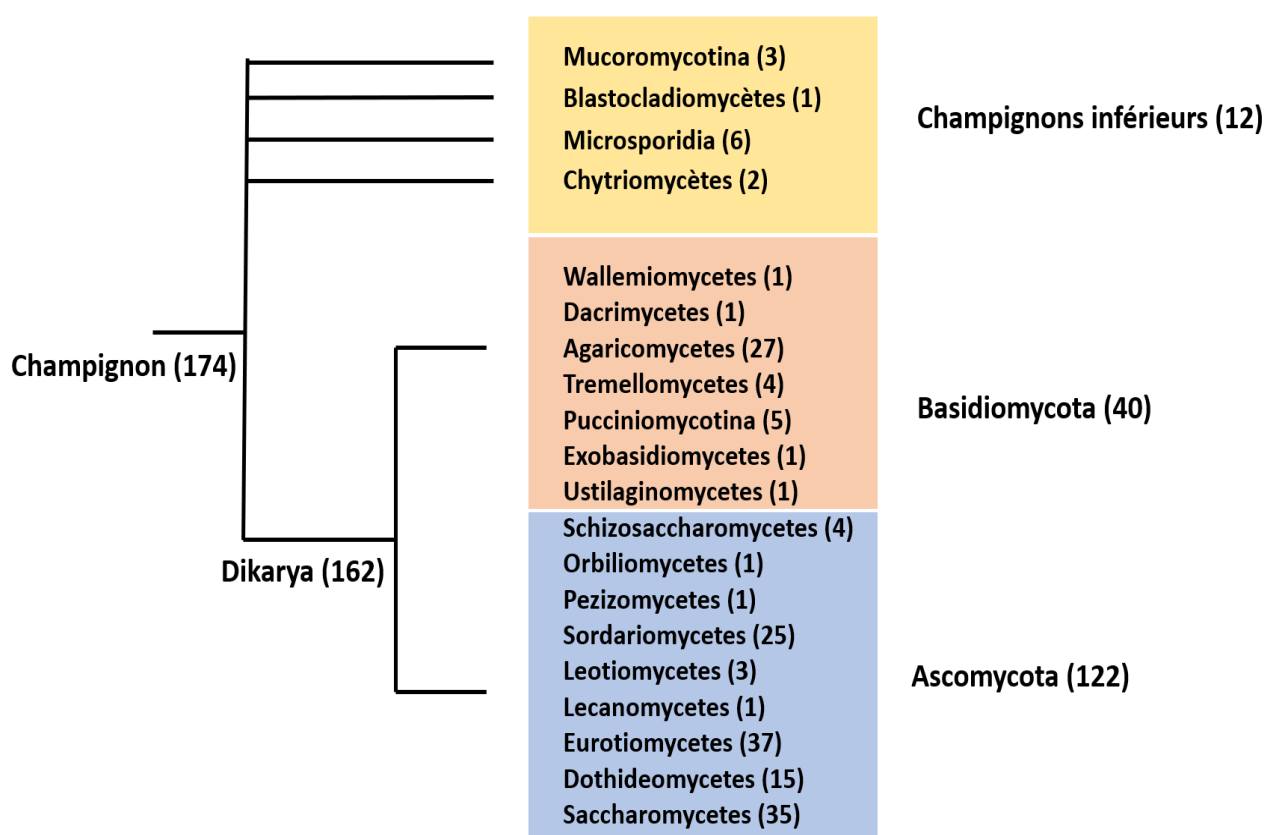 Mucoromycotina (3)
Blastocladiomycètes (1)
Microsporidia (6)
Chytriomycètes (2)
Champignons inférieurs (12)
Wallemiomycetes (1)
Dacrimycetes (1)
Agaricomycetes (27)
Tremellomycetes (4)
Pucciniomycotina (5)
Exobasidiomycetes (1)
Ustilaginomycetes (1)
Basidiomycota (40)
Champignon (174)
Dikarya (162)
Schizosaccharomycetes (4)
Orbiliomycetes (1)
Pezizomycetes (1)
Sordariomycetes (25)
Leotiomycetes (3)
Lecanomycetes (1)
Eurotiomycetes (37)
Dothideomycetes (15)
Saccharomycetes (35)
Ascomycota (122)